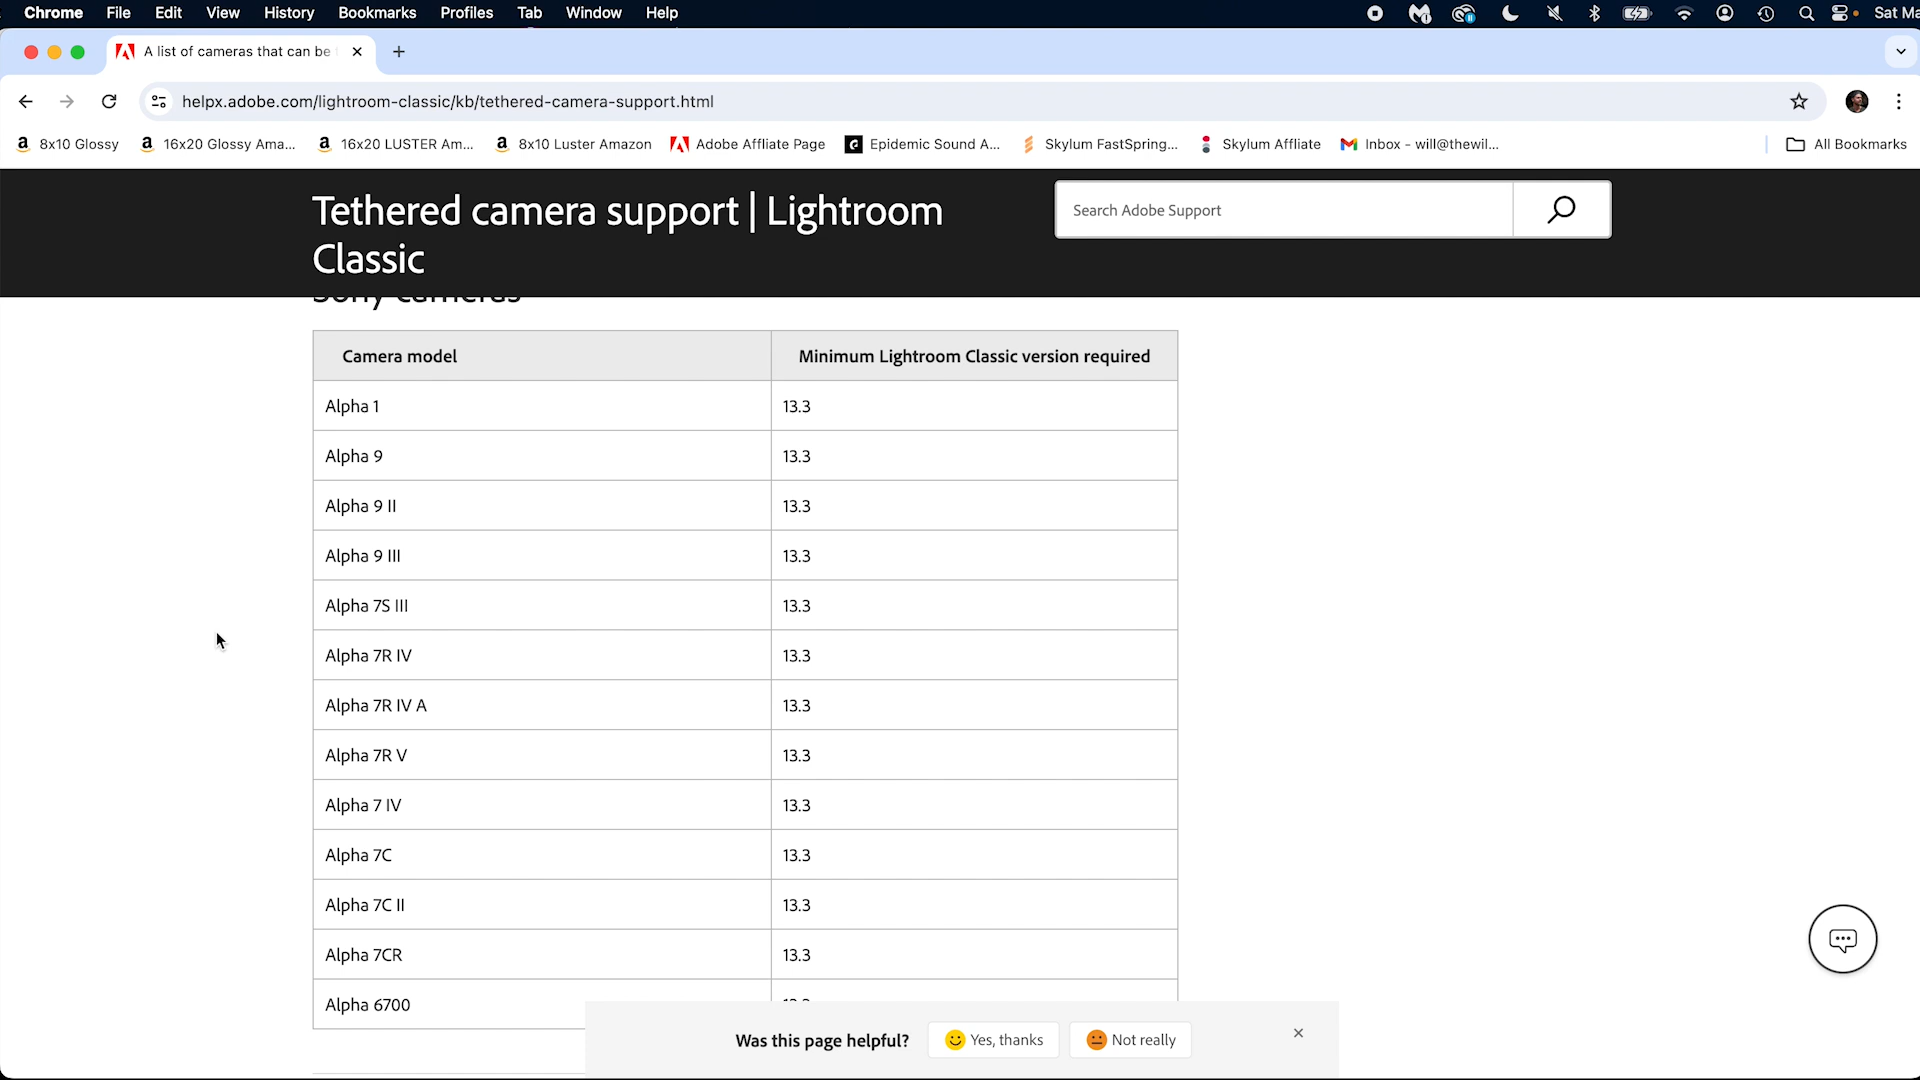 Chrome File Edit View History Bookmarks Profiles Tab Window Help Sat Ma
A list of cameras that can be
helpx.adobe.com/lightroom-classic/kb/tethered-camera-support.html
8x10 Glossy 16x20 Glossy Ama... 16x20 LUSTER Am... 8x10 Luster Amazon Adobe Affliate Page Epidemic Sound A... Skylum FastSpring... Skylum Affliate Inbox - will@thewil... All Bookmarks
Tethered camera support | Lightroom
Classic
Search Adobe Support
Sony cameras
Camera model Minimum Lightroom Classic version required
Alpha 1 13.3
Alpha 9 13.3
Alpha 9 II 13.3
Alpha 9 III 13.3
Alpha 7S III 13.3
Alpha 7R IV 13.3
Alpha 7R IV A 13.3
Alpha 7R V 13.3
Alpha 7 IV 13.3
Alpha 7C 13.3
Alpha 7C II 13.3
Alpha 7CR 13.3
Alpha 6700
Was this page helpful? Yes, thanks Not really